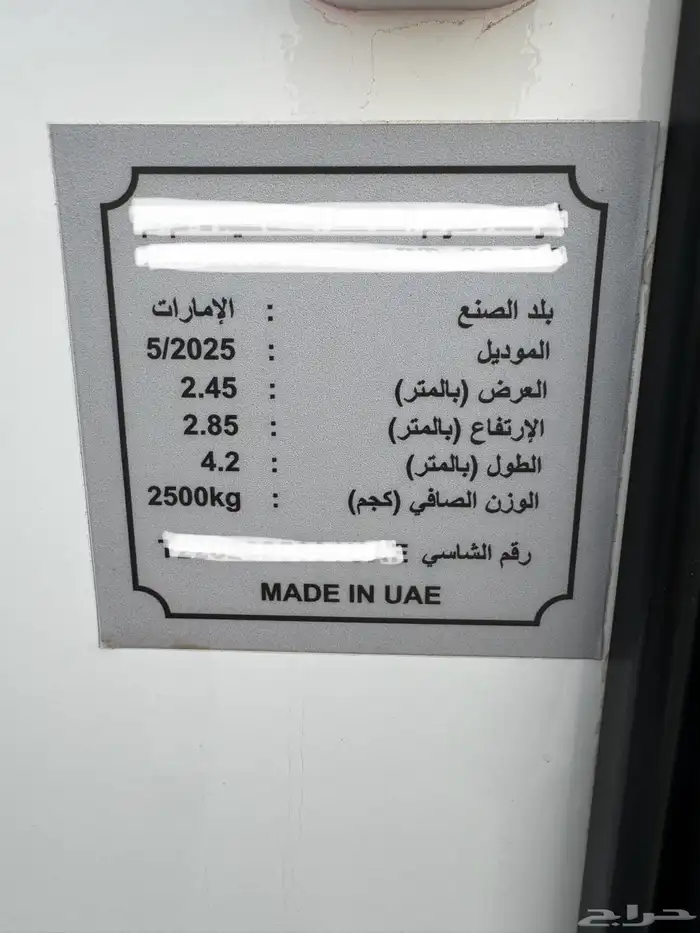 بلد الصنع : الإمارات
الموديل : 5/2025
العرض (بالمتر) : 2.45
الإرتفاع (بالمتر) : 2.85
الطول (بالمتر) : 4.2
الوزن الصافي (كجم) : 2500kg
رقم الشاسي
MADE IN UAE
حراج